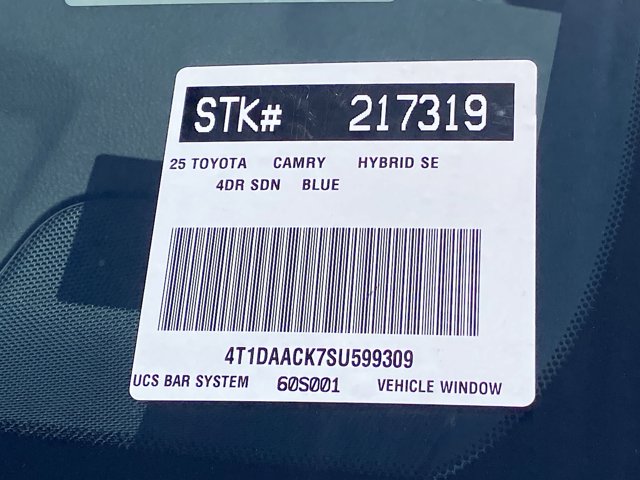 STK# 217319
25 TOYOTA CAMRY HYBRID SE
4DR SDN BLUE
4T1DAACK7SU599309
UCS BAR SYSTEM 60S001 VEHICLE WINDOW